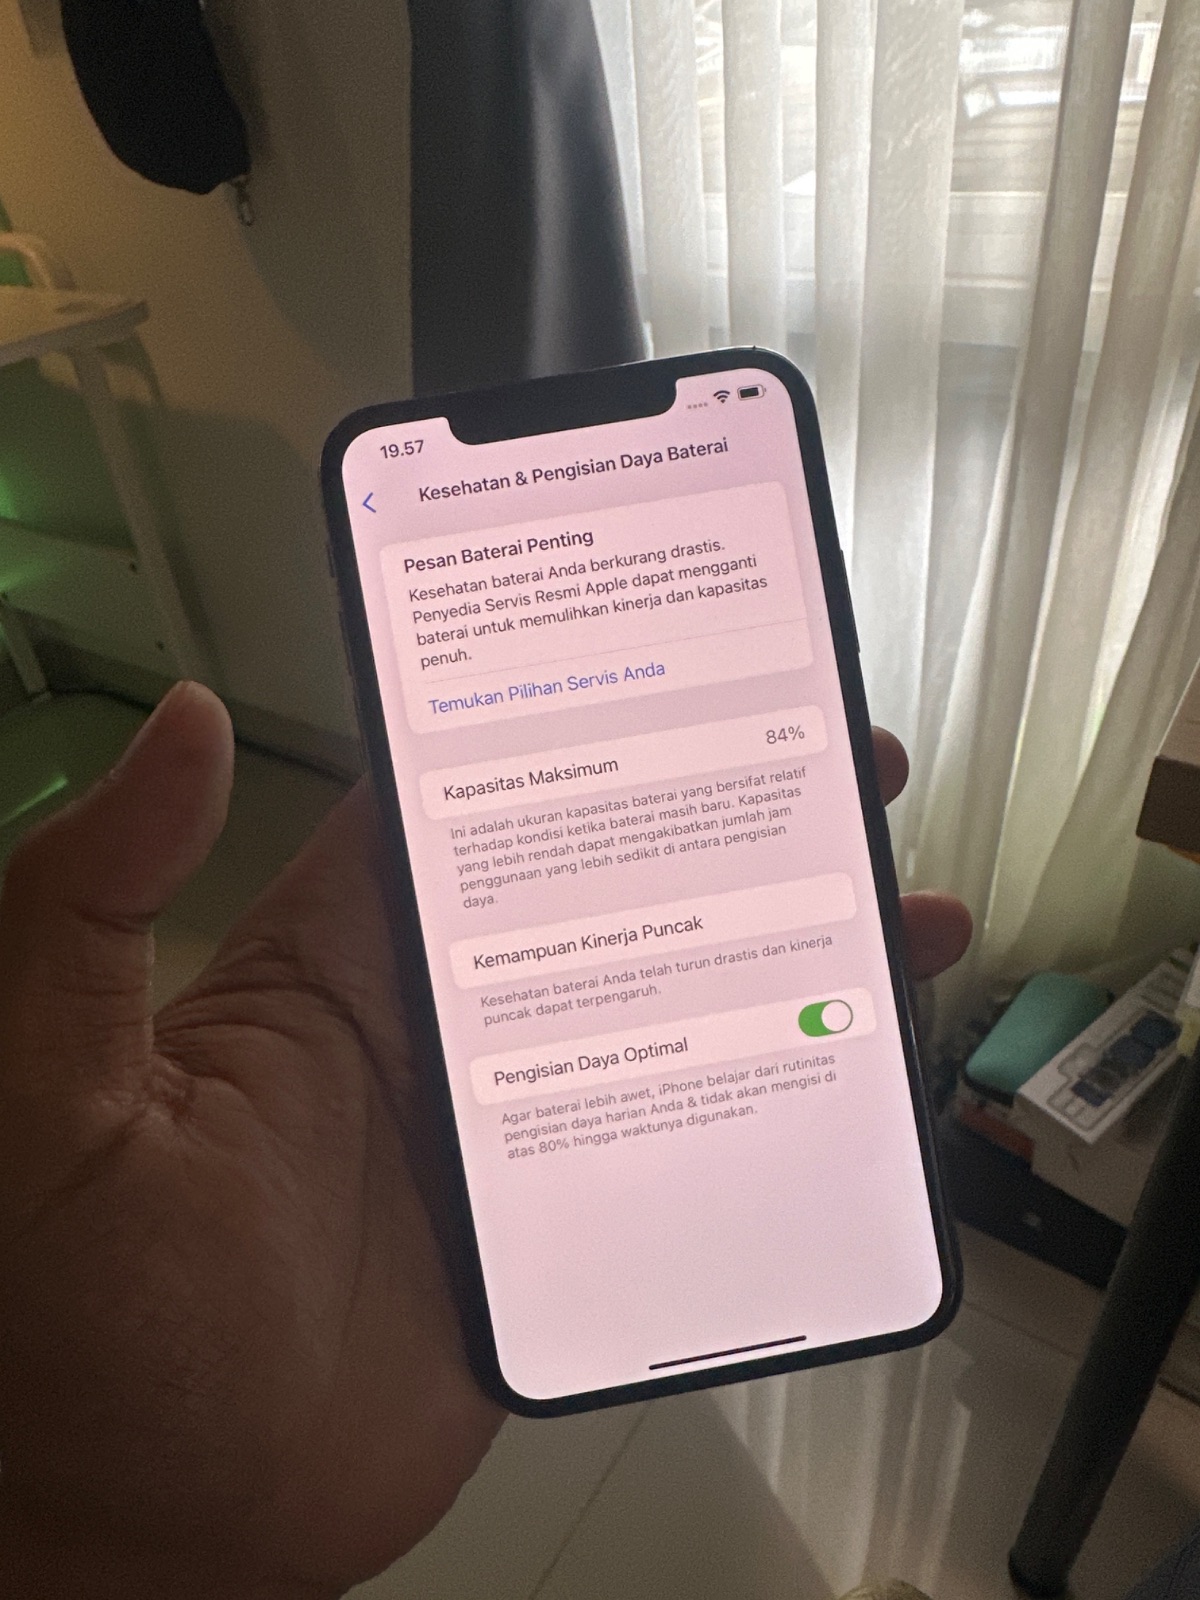 19.57
Kesehatan & Pengisian Daya Baterai
Pesan Baterai Penting
Kesehatan baterai Anda berkurang drastis.
Penyedia Servis Resmi Apple dapat mengganti
baterai untuk memulihkan kinerja dan kapasitas
penuh.
Temukan Pilihan Servis Anda
Kapasitas Maksimum 84%
Ini adalah ukuran kapasitas baterai yang bersifat relatif
terhadap kondisi ketika baterai masih baru. Kapasitas
yang lebih rendah dapat mengakibatkan jumlah jam
penggunaan yang lebih sedikit di antara pengisian
daya.
Kemampuan Kinerja Puncak
Kesehatan baterai Anda telah turun drastis dan kinerja
puncak dapat terpengaruh.
Pengisian Daya Optimal
Agar baterai lebih awet, iPhone belajar dari rutinitas
pengisian daya harian Anda & tidak akan mengisi di
atas 80% hingga waktunya digunakan.